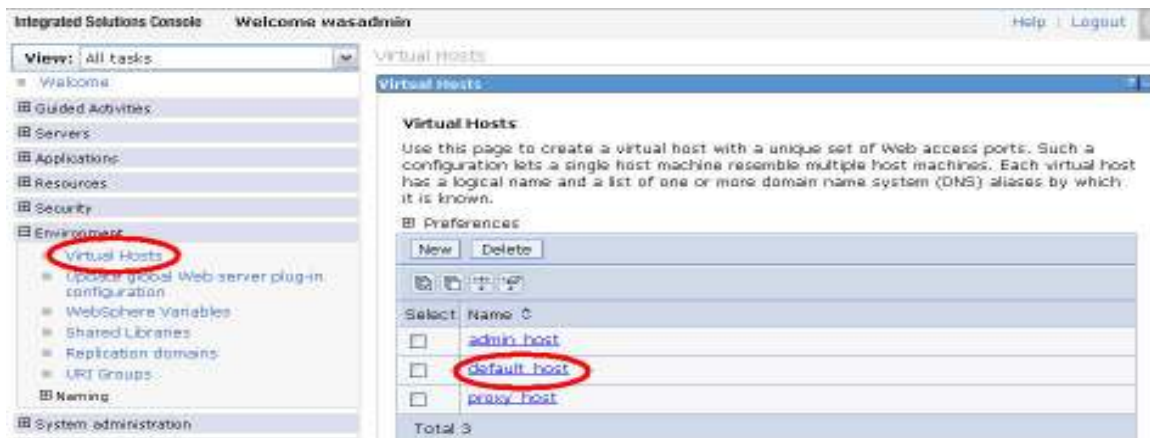 Integrated Solutions Console Welcome wasadmin
Help | Logout
View: All tasks
Welcome
Guided Activities
Servers
Applications
Resources
Security
Environment
Virtual Hosts
Update global Web server plug-in
configuration
WebSphere Variables
Shared Libraries
Replication domains
URI Groups
Naming
System administration
Virtual Hosts
Virtual Hosts
Virtual Hosts
Use this page to create a virtual host with a unique set of Web access ports. Such a
configuration lets a single host machine resemble multiple host machines. Each virtual host
has a logical name and a list of one or more domain name system (DNS) aliases by which
it is known.
Preferences
New Delete
Select Name
admin_host
default_host
proxy_host
Total 3